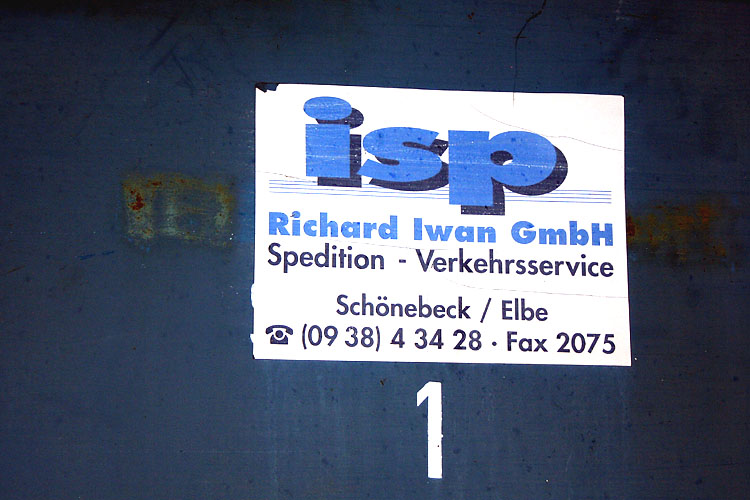 isp
Richard Iwan GmbH
Spedition - Verkehrsservice
Schönebeck / Elbe
☎ (09 38) 4 34 28 · Fax 2075
1